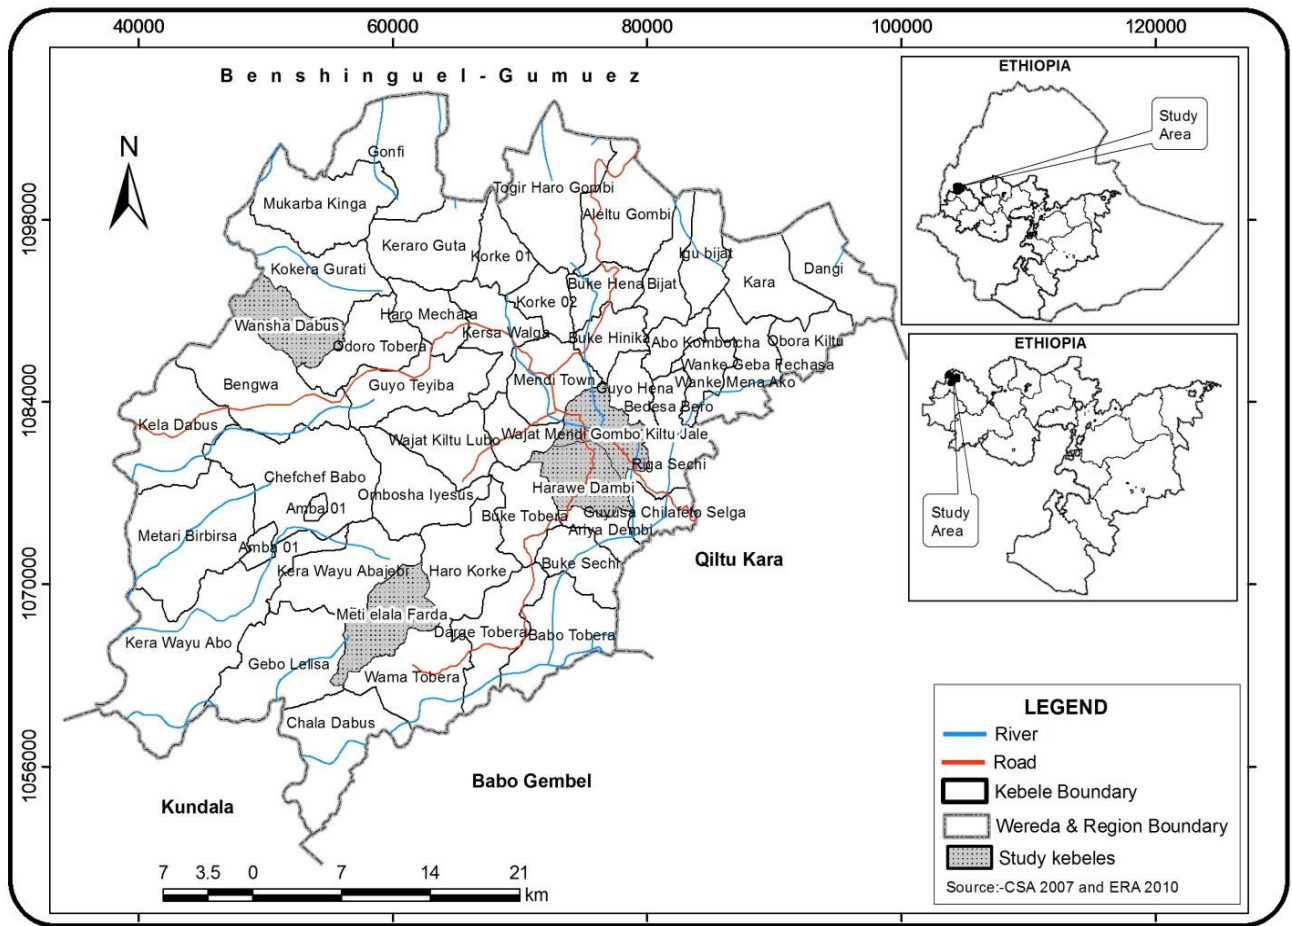 40000 60000 80000 100000 120000
Benshinguel-Gumuez
N
1098000
1084000
1070000
1056000
Gonfi
Mukarba Kinga
Togir Haro Gombi
Aleltu Gombi
Keraro Guta
Korke 01
Igu bijat
Kokera Gurati
Buke Hena
Bijat
Kara
Dangi
Korke 02
Haro Mechala
Wansha Dabus
Kersa Walga
Buke Hinika
Abo Kombolcha
Obora Kiltu
Odoro Tobera
Wanke Geba Fechasa
Bengwa
Guyo Teyiba
Mendi Town
Guyo Hena
Wanke Mena Ako
Bedesa Bero
Kela Dabus
Wajat Kiltu Lubo
Wajat Mendi
Gombo Kiltu Jale
Riga Sechi
Chefchef Babo
Ombosha Iyesus
Harawe Dambi
Amba 01
Buke Tobera
Guyusa Chilafeto Selga
Metari Birbirsa
Ariya Dembi
Amba 01
Kera Wayu Abajebi
Haro Korke
Buke Sechi
Qiltu Kara
Meti elala Farda
Kera Wayu Abo
Darge Tobera
Babo Tobera
Gebo Lelisa
Wama Tobera
Chala Dabus
Babo Gembel
Kundala
7 3.5 0 7 14 21
km
ETHIOPIA
Study
Area
ETHIOPIA
Study
Area
LEGEND
River
Road
Kebele Boundary
Wereda & Region Boundary
Study kebeles
Source:-CSA 2007 and ERA 2010